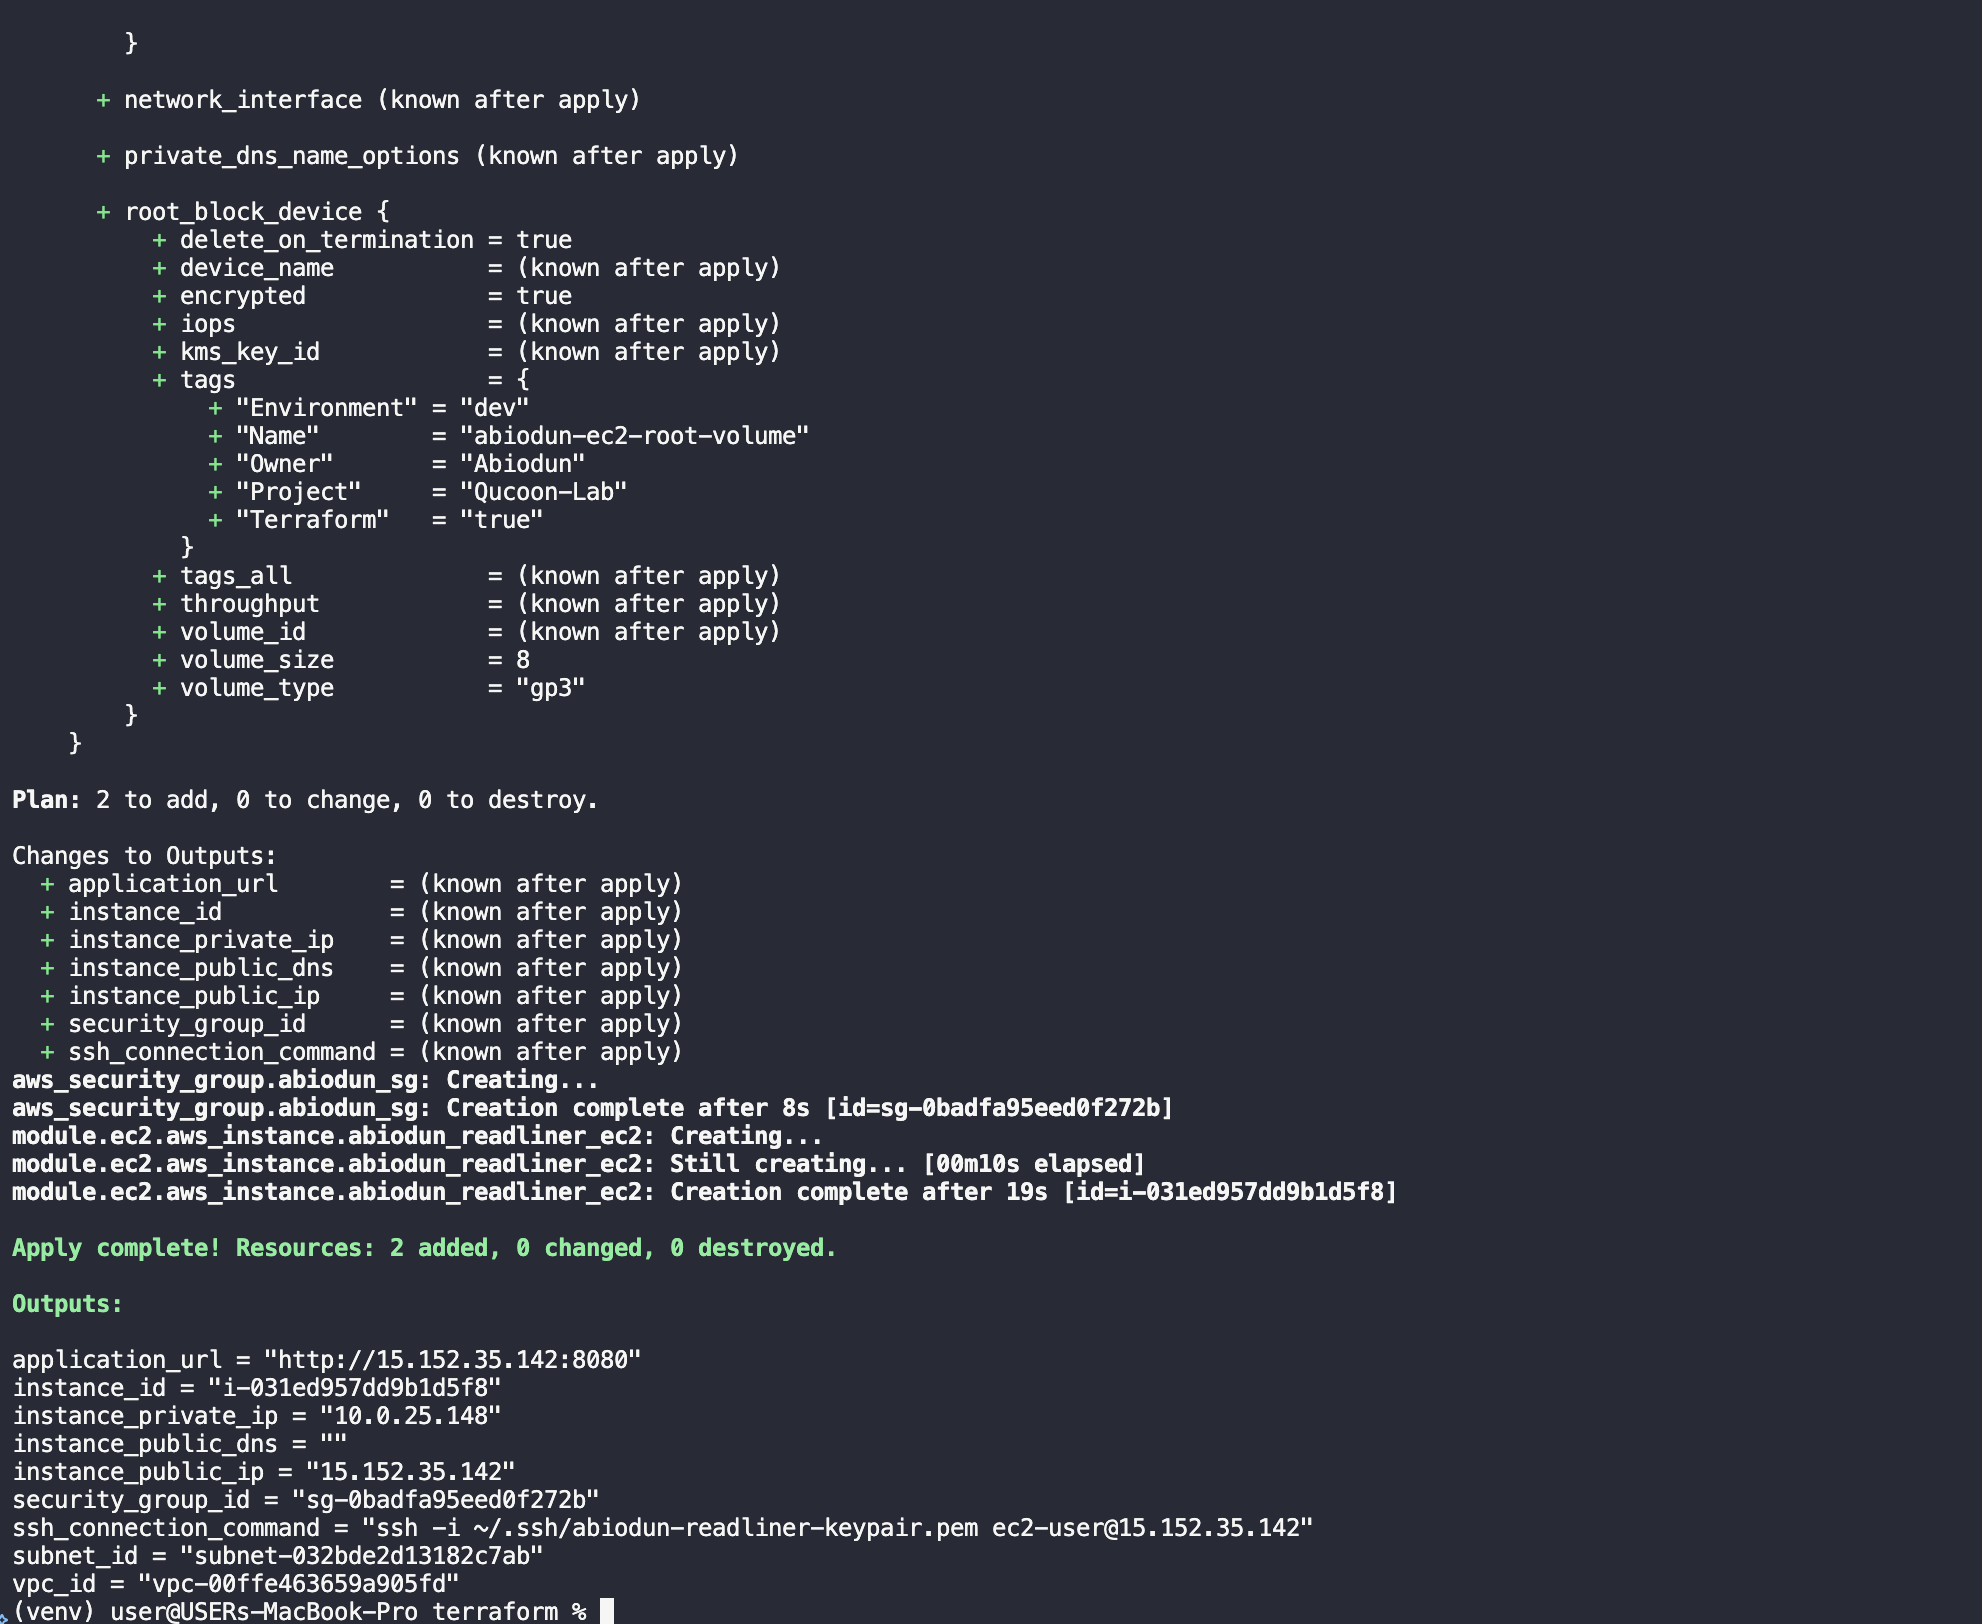 }
+ network_interface (known after apply)
+ private_dns_name_options (known after apply)
+ root_block_device {
+ delete_on_termination = true
+ device_name = (known after apply)
+ encrypted = true
+ iops = (known after apply)
+ kms_key_id = (known after apply)
+ tags = {
+ "Environment" = "dev"
+ "Name" = "abiodun-ec2-root-volume"
+ "Owner" = "Abiodun"
+ "Project" = "Qucoon-Lab"
+ "Terraform" = "true"
}
+ tags_all = (known after apply)
+ throughput = (known after apply)
+ volume_id = (known after apply)
+ volume_size = 8
+ volume_type = "gp3"
}
}
Plan: 2 to add, 0 to change, 0 to destroy.
Changes to Outputs:
+ application_url = (known after apply)
+ instance_id = (known after apply)
+ instance_private_ip = (known after apply)
+ instance_public_dns = (known after apply)
+ instance_public_ip = (known after apply)
+ security_group_id = (known after apply)
+ ssh_connection_command = (known after apply)
aws_security_group.abiodun_sg: Creating...
aws_security_group.abiodun_sg: Creation complete after 8s [id=sg-0badfa95eed0f272b]
module.ec2.aws_instance.abiodun_readliner_ec2: Creating...
module.ec2.aws_instance.abiodun_readliner_ec2: Still creating... [00m10s elapsed]
module.ec2.aws_instance.abiodun_readliner_ec2: Creation complete after 19s [id=i-031ed957dd9b1d5f8]
Apply complete! Resources: 2 added, 0 changed, 0 destroyed.
Outputs:
application_url = "http://15.152.35.142:8080"
instance_id = "i-031ed957dd9b1d5f8"
instance_private_ip = "10.0.25.148"
instance_public_dns = ""
instance_public_ip = "15.152.35.142"
security_group_id = "sg-0badfa95eed0f272b"
ssh_connection_command = "ssh -i ~/.ssh/abiodun-readliner-keypair.pem ec2-user@15.152.35.142"
subnet_id = "subnet-032bde2d13182c7ab"
vpc_id = "vpc-00ffe463659a905fd"
(venv) user@USERs-MacBook-Pro terraform %